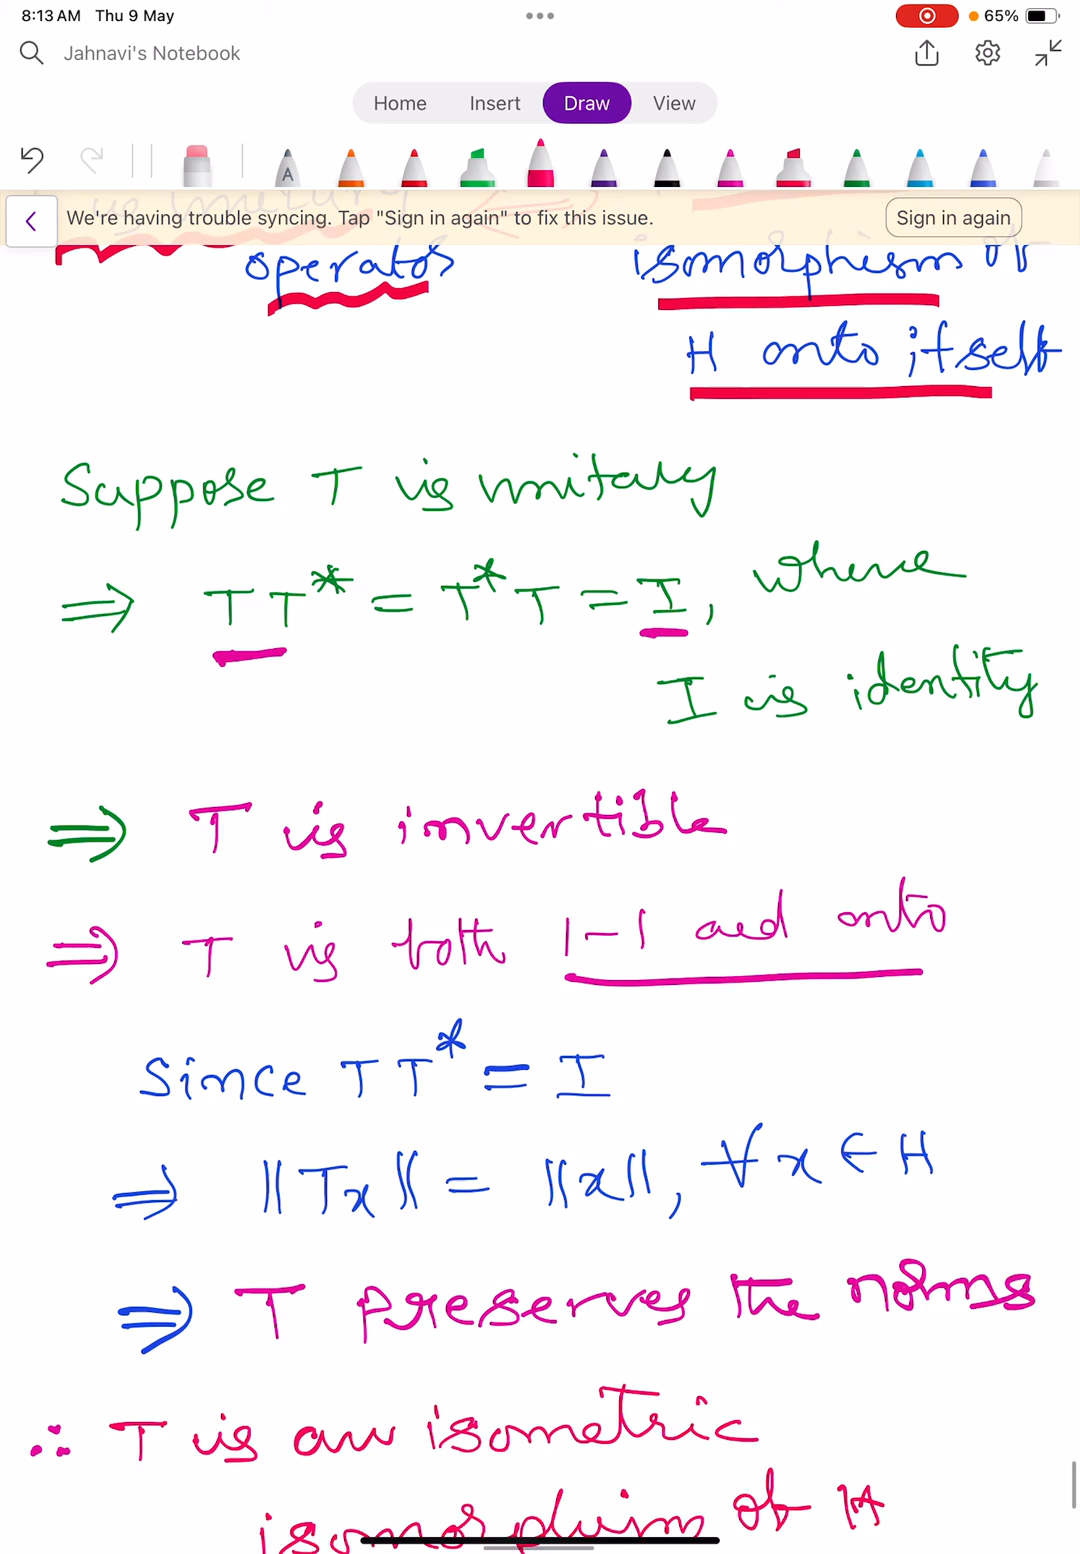 8:13 AM Thu 9 May
65%
Jahnavi's Notebook
Home Insert Draw View
A
We're having trouble syncing. Tap "Sign in again" to fix this issue. Sign in again
operator isomorphism of
H onto itself
Suppose T is unitary
⇒ TT* = T*T = I, where
I is identity
⇒ T is invertible
⇒ T is both 1-1 and onto
Since TT* = I
⇒ ||Tx|| = ||x||, ∀ x ∈ H
⇒ T preserves the norms
∴ T is an isometric
isomorphism of H